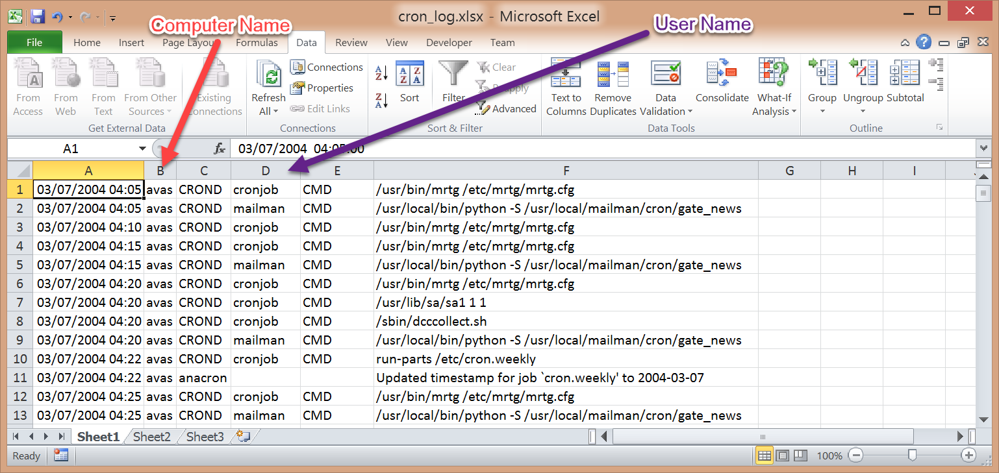 cron_log.xlsx - Microsoft Excel
Computer Name
User Name
File Home Insert Page Layou Formulas Data Review View Developer Team
From Access
From Web
From Text
From Other Sources
Existing Connections
Get External Data
Refresh All
Connections
Properties
Edit Links
Connections
Sort
Filter
Clear
Reapply
Advanced
Sort & Filter
Text to Columns
Remove Duplicates
Data Validation
Consolidate
What-If Analysis
Data Tools
Group
Ungroup
Subtotal
Outline
A1 fx 03/07/2004 04:05:00
A B C D E F G H I
1 03/07/2004 04:05 avas CROND cronjob CMD /usr/bin/mrtg /etc/mrtg/mrtg.cfg
2 03/07/2004 04:05 avas CROND mailman CMD /usr/local/bin/python -S /usr/local/mailman/cron/gate_news
3 03/07/2004 04:10 avas CROND cronjob CMD /usr/bin/mrtg /etc/mrtg/mrtg.cfg
4 03/07/2004 04:15 avas CROND cronjob CMD /usr/bin/mrtg /etc/mrtg/mrtg.cfg
5 03/07/2004 04:15 avas CROND mailman CMD /usr/local/bin/python -S /usr/local/mailman/cron/gate_news
6 03/07/2004 04:20 avas CROND cronjob CMD /usr/bin/mrtg /etc/mrtg/mrtg.cfg
7 03/07/2004 04:20 avas CROND cronjob CMD /usr/lib/sa/sa1 1 1
8 03/07/2004 04:20 avas CROND cronjob CMD /sbin/dcccollect.sh
9 03/07/2004 04:20 avas CROND mailman CMD /usr/local/bin/python -S /usr/local/mailman/cron/gate_news
10 03/07/2004 04:22 avas CROND cronjob CMD run-parts /etc/cron.weekly
11 03/07/2004 04:22 avas anacron Updated timestamp for job `cron.weekly' to 2004-03-07
12 03/07/2004 04:25 avas CROND cronjob CMD /usr/bin/mrtg /etc/mrtg/mrtg.cfg
13 03/07/2004 04:25 avas CROND mailman CMD /usr/local/bin/python -S /usr/local/mailman/cron/gate_news
Sheet1 Sheet2 Sheet3
Ready 100%